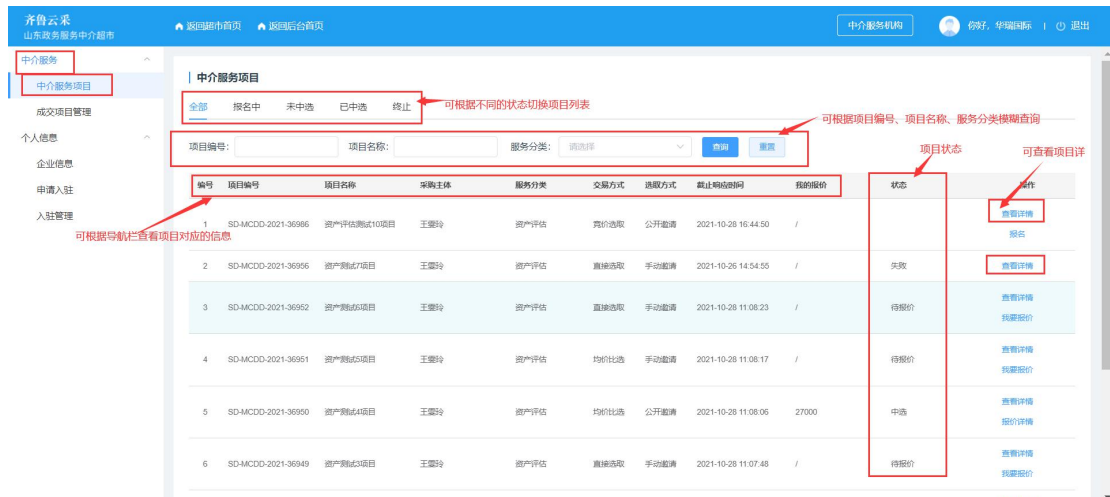 齐鲁云采
山东政务服务中介超市
返回超市首页 返回后台首页 中介服务机构 你好，华瑞国际 | 退出
中介服务
中介服务项目
成交项目管理
个人信息
企业信息
申请入驻
入驻管理
中介服务项目
全部 报名中 未中选 已中选 终止
可根据不同的状态切换项目列表
可根据项目编号、项目名称、服务分类模糊查询
项目编号： 项目名称： 服务分类： 请选择 查询 重置
项目状态
可查看项目详
编号 项目编号 项目名称 采购主体 服务分类 交易方式 选取方式 截止响应时间 我的报价 状态 操作
1 SD-MCDD-2021-36986 资产评估测试10项目 王雯玲 资产评估 竞价选取 公开邀请 2021-10-28 16:44:50 / 查看详情
报名
可根据导航栏查看项目对应的信息
2 SD-MCDD-2021-36956 资产测试7项目 王雯玲 资产评估 直接选取 手动邀请 2021-10-26 14:54:55 / 失败 查看详情
3 SD-MCDD-2021-36952 资产测试6项目 王雯玲 资产评估 直接选取 手动邀请 2021-10-28 11:08:23 / 待报价 查看详情
我要报价
4 SD-MCDD-2021-36951 资产测试5项目 王雯玲 资产评估 均价比选 手动邀请 2021-10-28 11:08:17 / 待报价 查看详情
我要报价
5 SD-MCDD-2021-36950 资产测试4项目 王雯玲 资产评估 均价比选 公开邀请 2021-10-28 11:08:06 27000 中选 查看详情
报价详情
6 SD-MCDD-2021-36949 资产测试3项目 王雯玲 资产评估 直接选取 手动邀请 2021-10-28 11:07:48 / 待报价 查看详情
我要报价